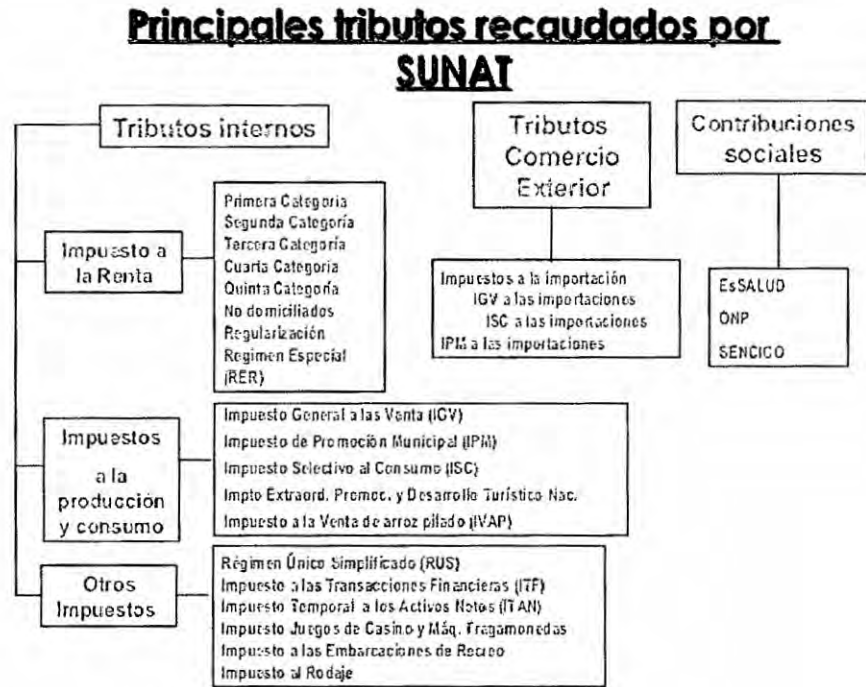 Principales tributos recaudados por
SUNAT
Tributos internos
Impuesto a
la Renta
Primera Categoría
Segunda Categoría
Tercera Categoría
Cuarta Categoría
Quinta Categoría
No domiciliados
Regularización
Regimen Especial
(RER)
Impuestos
a la
producción
y consumo
Impuesto General a las Venta (IGV)
Impuesto de Promoción Municipal (IPM)
Impuesto Selectivo al Consumo (ISC)
Impto Extraord. Promoc. y Desarrollo Turístico Nac.
Impuesto a la Venta de arroz pilado (IVAP)
Otros
Impuestos
Régimen Único Simplificado (RUS)
Impuesto a las Transacciones Financieras (ITF)
Impuesto Temporal a los Activos Netos (ITAN)
Impuesto Juegos de Casino y Máq. Tragamonedas
Impuesto a las Embarcaciones de Recreo
Impuesto al Rodaje
Tributos
Comercio
Exterior
Impuestos a la importación
IGV a las importaciones
ISC a las importaciones
IPM a las importaciones
Contribuciones
sociales
EsSALUD
ONP
SENCICO